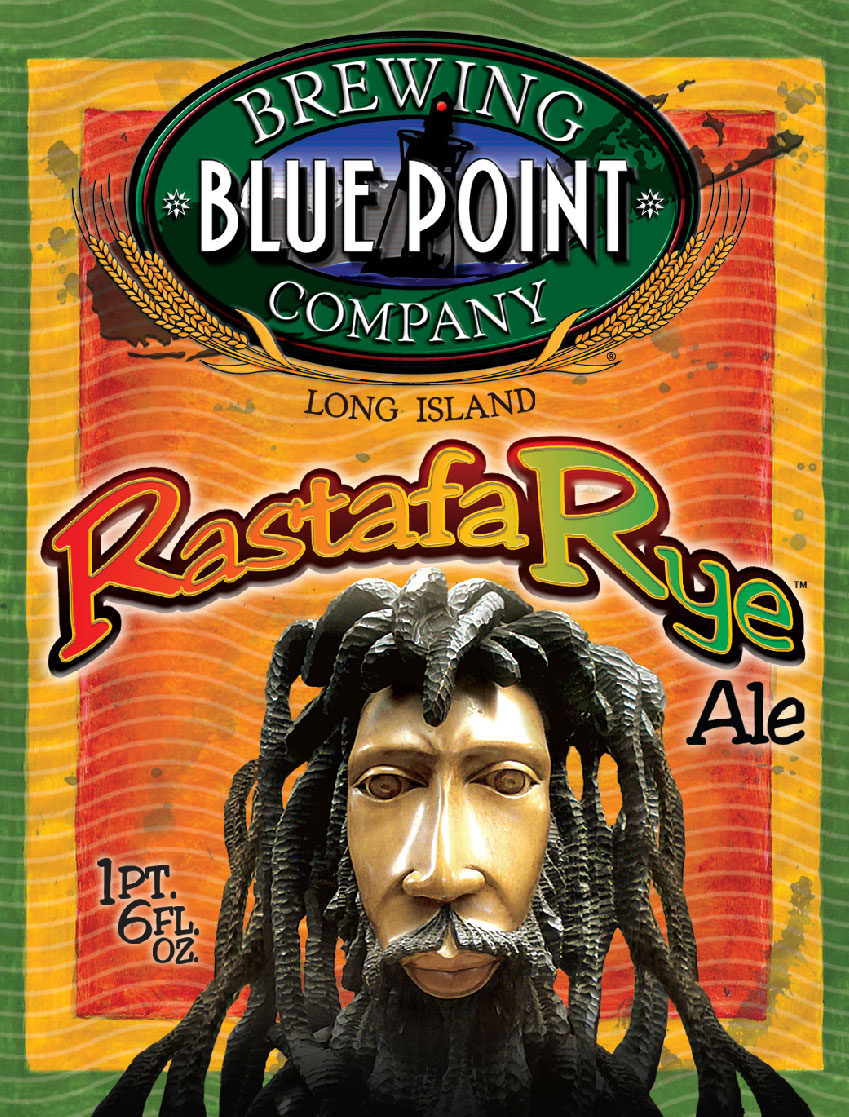 BREWING
BLUE POINT
COMPANY
®
LONG ISLAND
RastafaRye™
Ale
1PT.
6FL.
OZ.